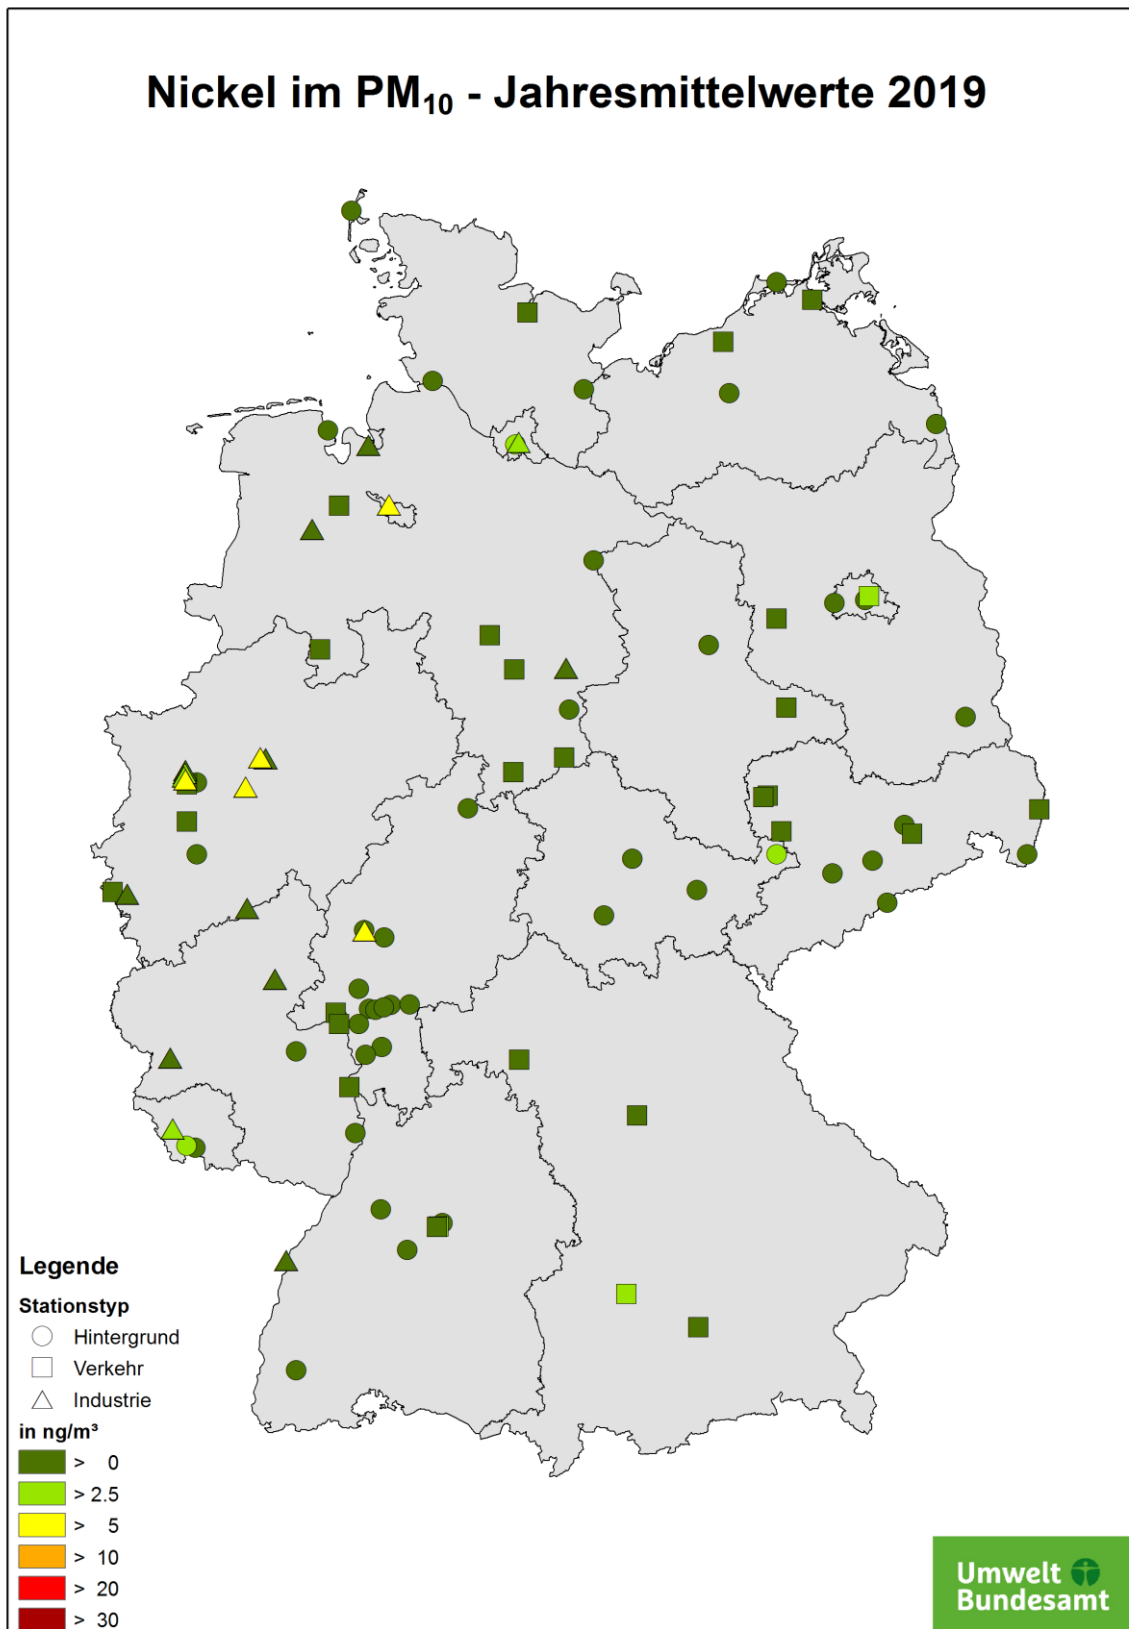 Nickel im PM₁₀ - Jahresmittelwerte 2019
Legende
Stationstyp
Hintergrund
Verkehr
Industrie
in ng/m³
> 0
> 2.5
> 5
> 10
> 20
> 30
Umwelt
Bundesamt